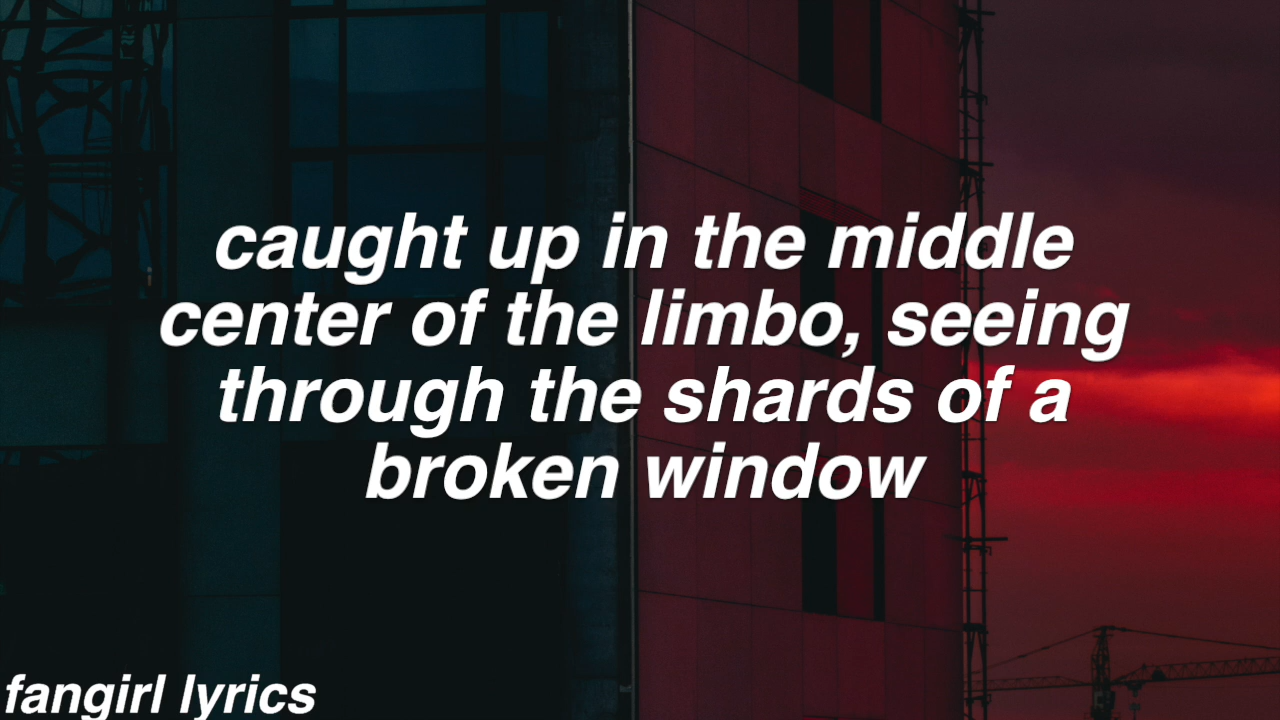 caught up in the middle
center of the limbo, seeing
through the shards of a
broken window
fangirl lyrics